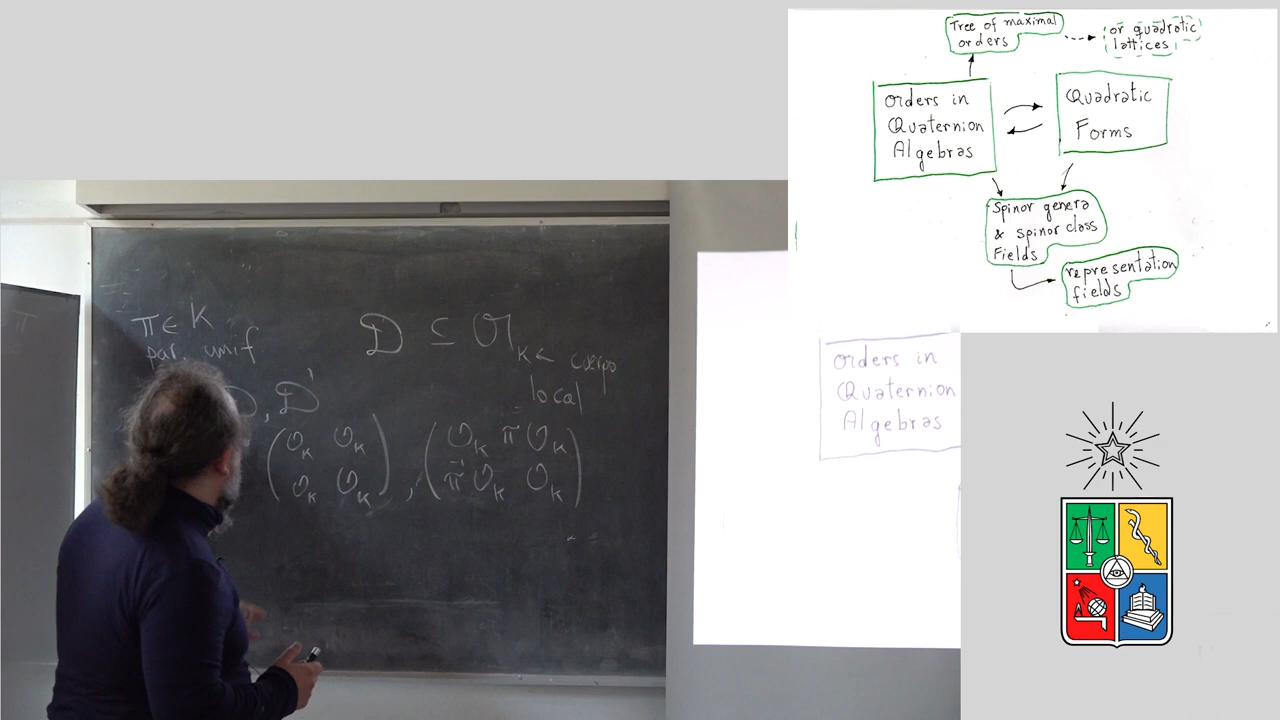 Tree of maximal
orders
or quadratic
lattices
Orders in
Quaternion
Algebras
Quadratic
Forms
Spinor genera
& spinor class
Fields
representation
fields
π ∈ K
par. unif
𝔇 ⊆ 𝔄_K ← cuerpo
local
𝔇, 𝔇'
( 𝒪_K 𝒪_K ) , ( 𝒪_K π 𝒪_K )
( 𝒪_K 𝒪_K ) ( π⁻¹ 𝒪_K 𝒪_K )
Orders in
Quaternion
Algebras